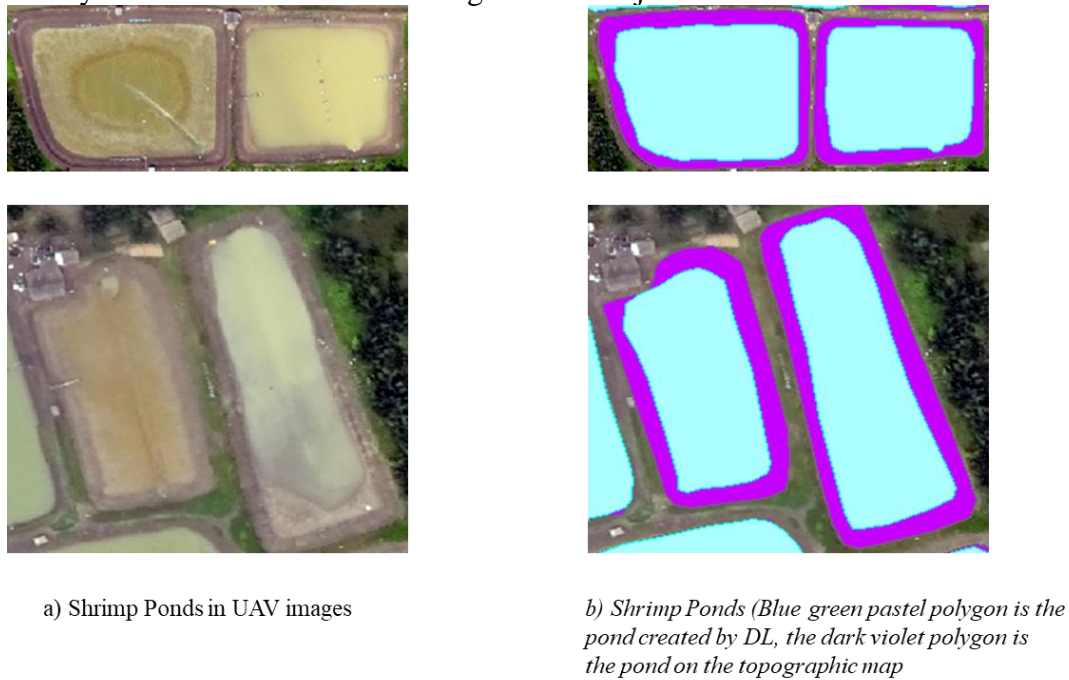 a) Shrimp Ponds in UAV images
b) Shrimp Ponds (Blue green pastel polygon is the
pond created by DL, the dark violet polygon is
the pond on the topographic map